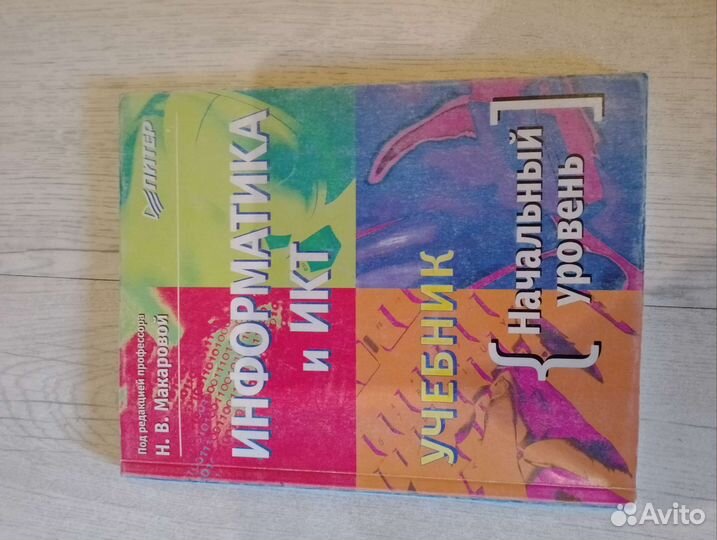 Под редакцией профессора
Н. В. Макаровой
ПИТЕР
ИНФОРМАТИКА
и ИКТ
УЧЕБНИК
{ Начальный
уровень ]
Avito